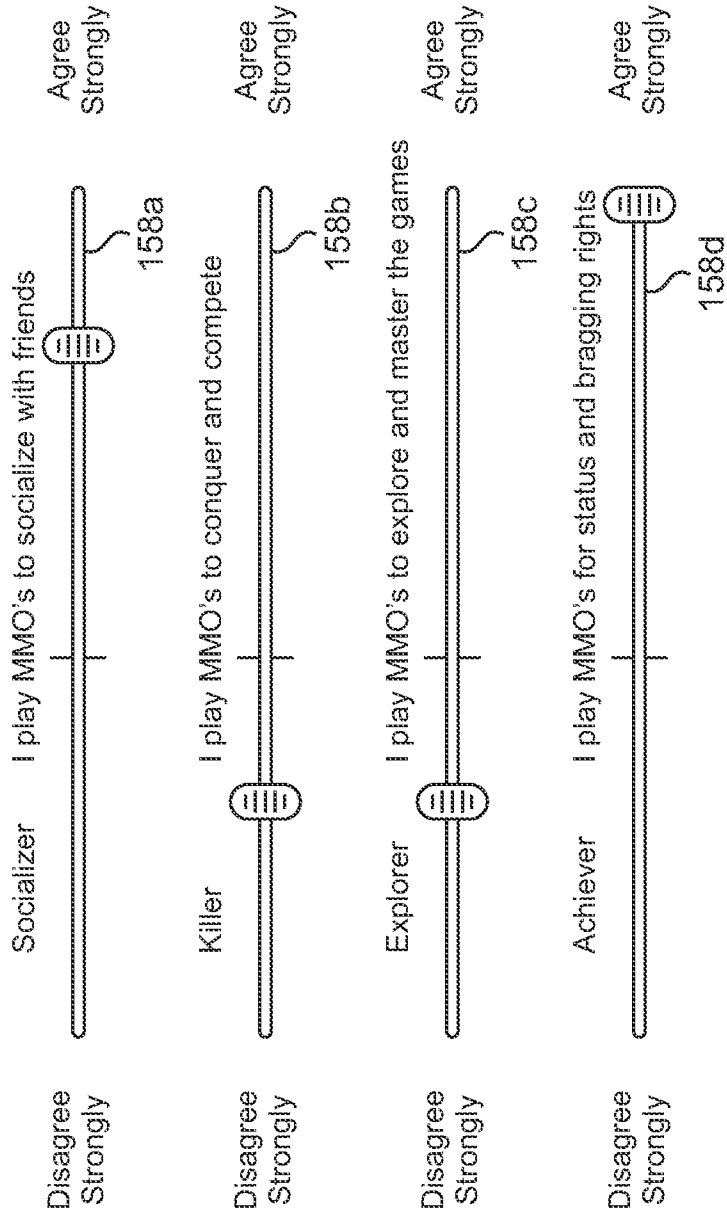 Socializer I play MMO's to socialize with friends
Disagree
Strongly
Agree
Strongly
158a
Killer I play MMO's to conquer and compete
Disagree
Strongly
Agree
Strongly
158b
Explorer I play MMO's to explore and master the games
Disagree
Strongly
Agree
Strongly
158c
Achiever I play MMO's for status and bragging rights
Disagree
Strongly
Agree
Strongly
158d